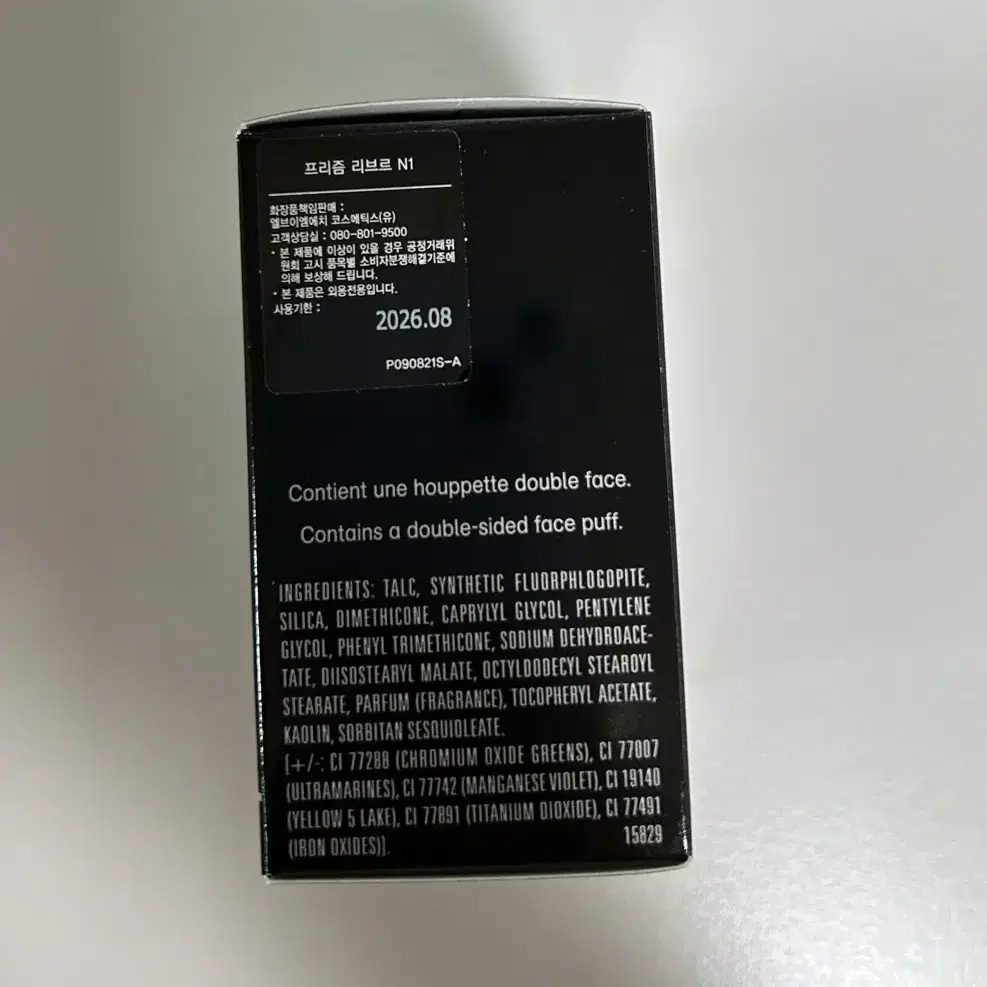 프리즘 리브르 N1
화장품책임판매 :
엘브이엠에치 코스메틱스(유)
고객상담실 : 080-801-9500
• 본 제품에 이상이 있을 경우 공정거래위
원회 고시 품목별 소비자분쟁해결기준에
의해 보상해 드립니다.
• 본 제품은 외용전용입니다.
사용기한 :
2026.08
P090821S-A
Contient une houppette double face.
Contains a double-sided face puff.
INGREDIENTS: TALC, SYNTHETIC FLUORPHLOGOPITE,
SILICA, DIMETHICONE, CAPRYLYL GLYCOL, PENTYLENE
GLYCOL, PHENYL TRIMETHICONE, SODIUM DEHYDROACE-
TATE, DIISOSTEARYL MALATE, OCTYLDODECYL STEAROYL
STEARATE, PARFUM (FRAGRANCE), TOCOPHERYL ACETATE,
KAOLIN, SORBITAN SESQUIOLEATE.
[+/-: CI 77288 (CHROMIUM OXIDE GREENS), CI 77007
(ULTRAMARINES), CI 77742 (MANGANESE VIOLET), CI 19140
(YELLOW 5 LAKE), CI 77891 (TITANIUM DIOXIDE), CI 77491
(IRON OXIDES)].
15829